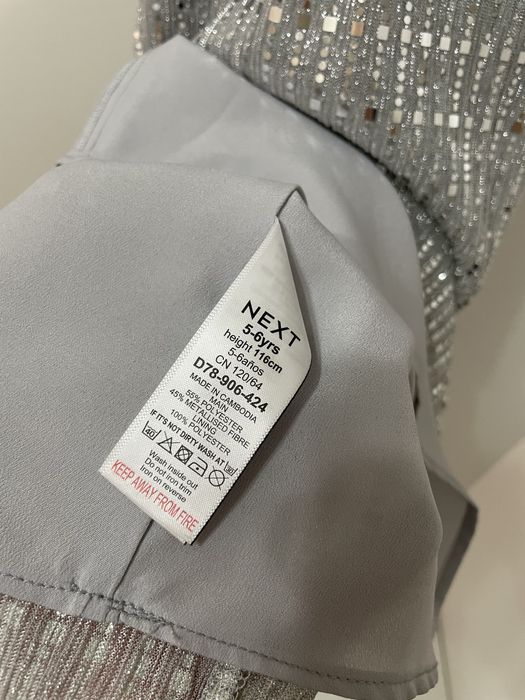 NEXT
5-6yrs
height 116cm
5-6años
CN 120/64
D78-906-424
MADE IN CAMBODIA
MAIN
55% POLYESTER
45% METALLISED FIBRE
LINING
100% POLYESTER
IF IT'S NOT DIRTY WASH AT 30
40
Wash inside out
Do not iron trim
Iron on reverse
KEEP AWAY FROM FIRE